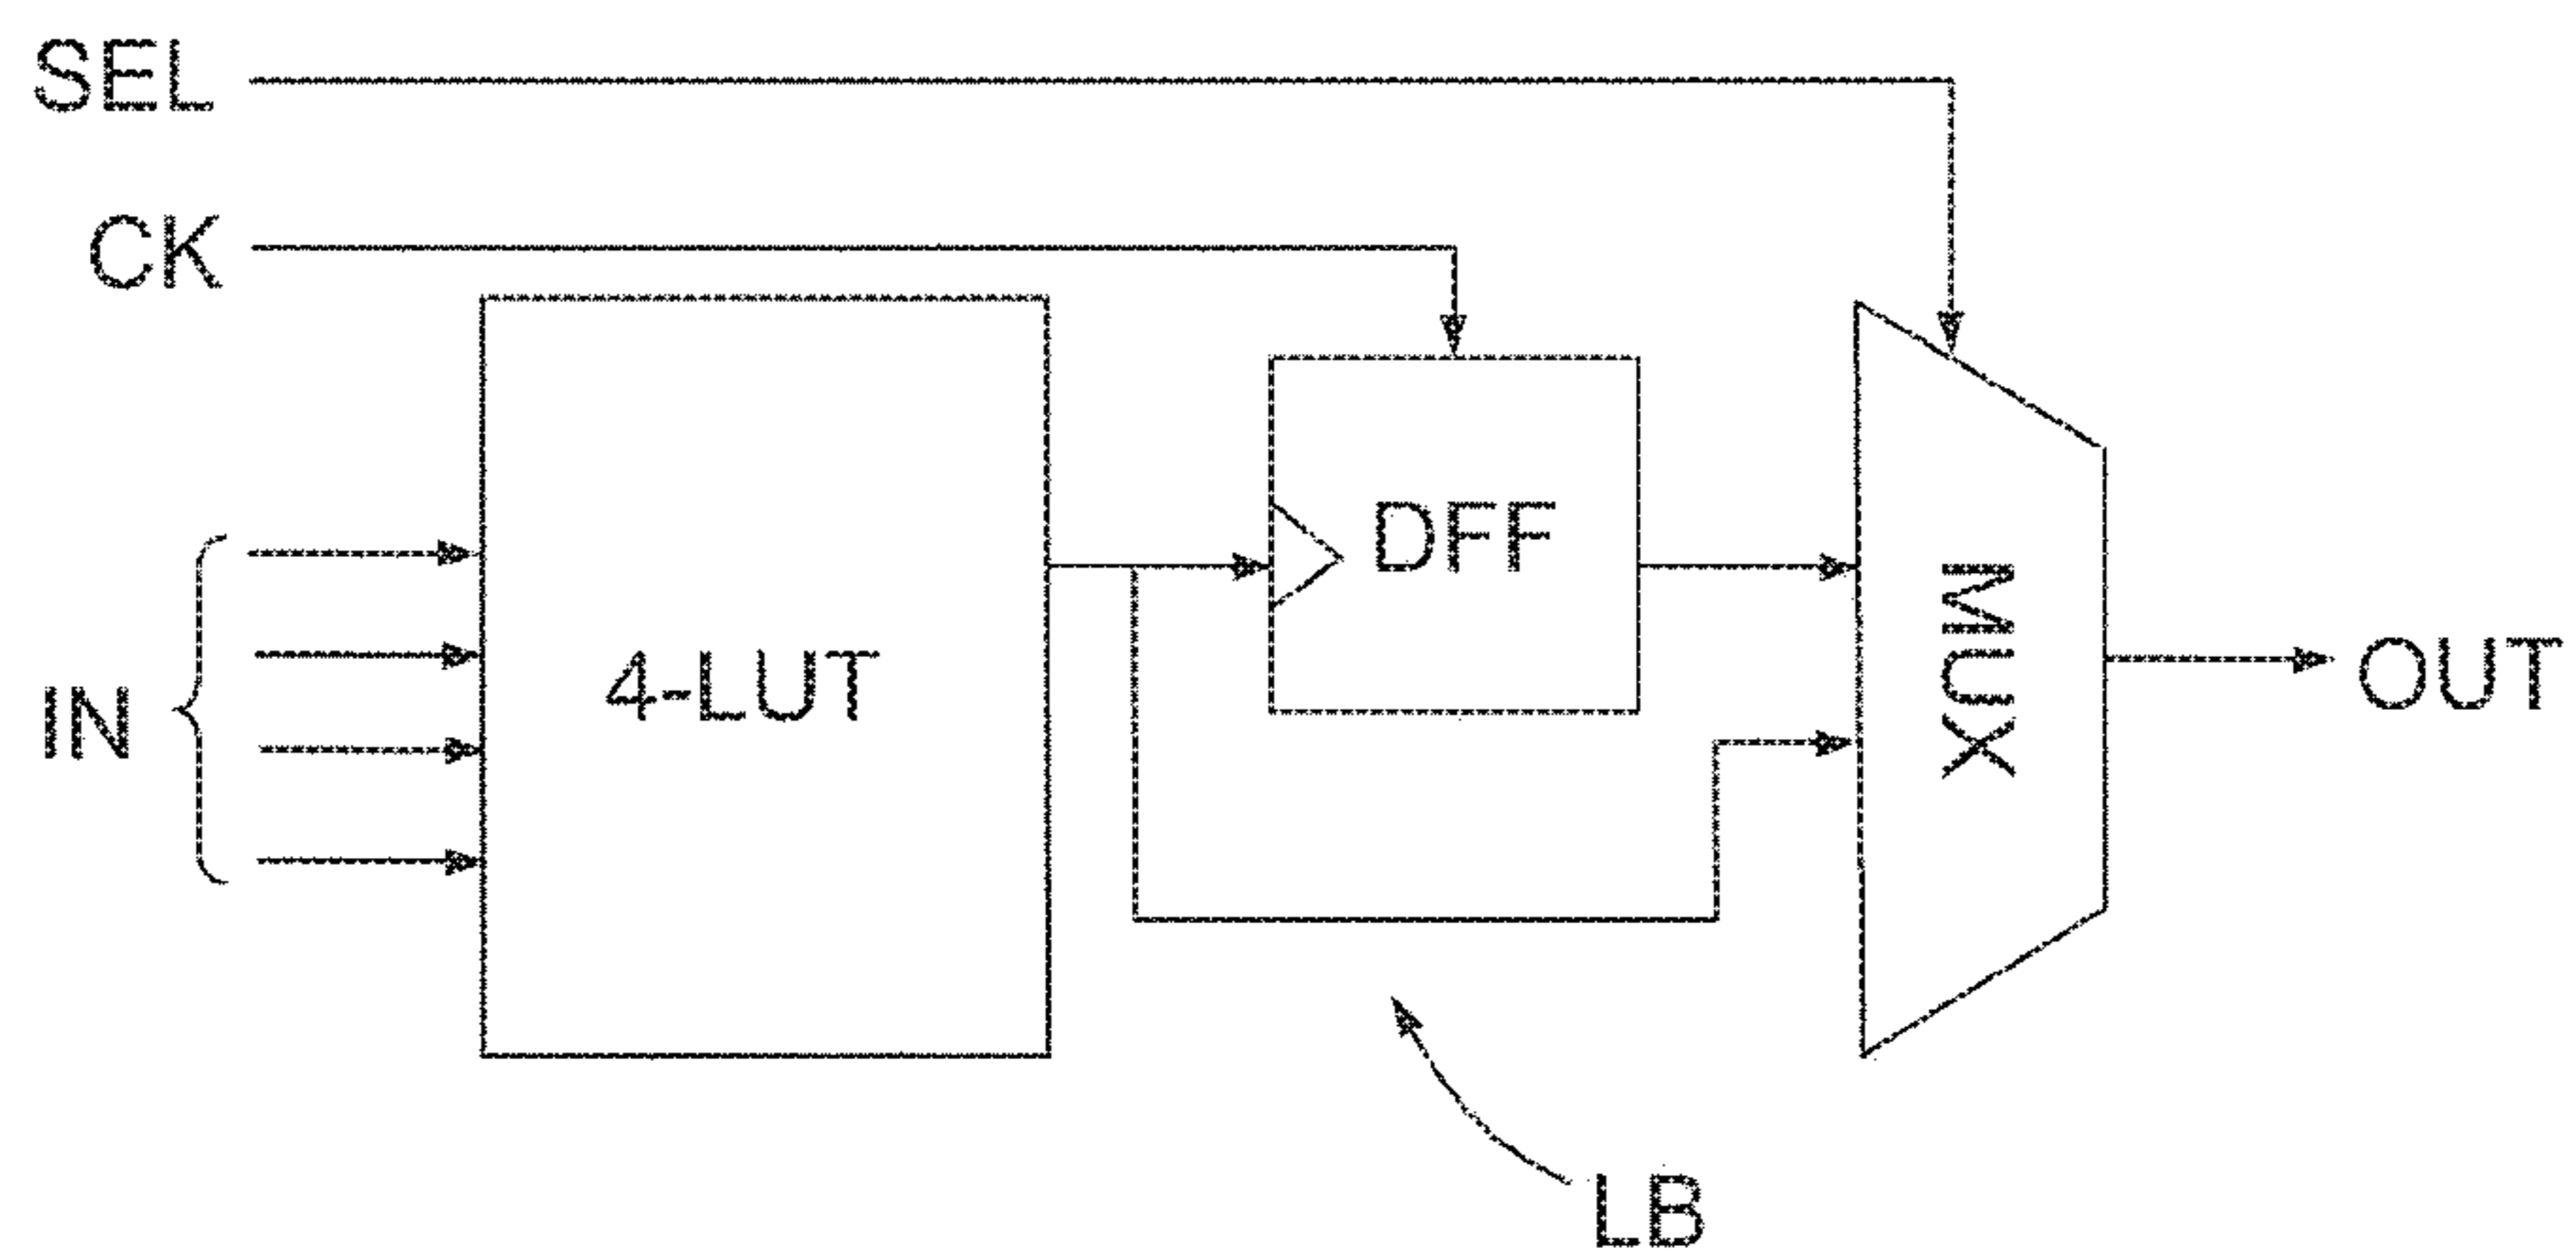 SEL
CK
IN
4-LUT
DFF
MUX
OUT
LB